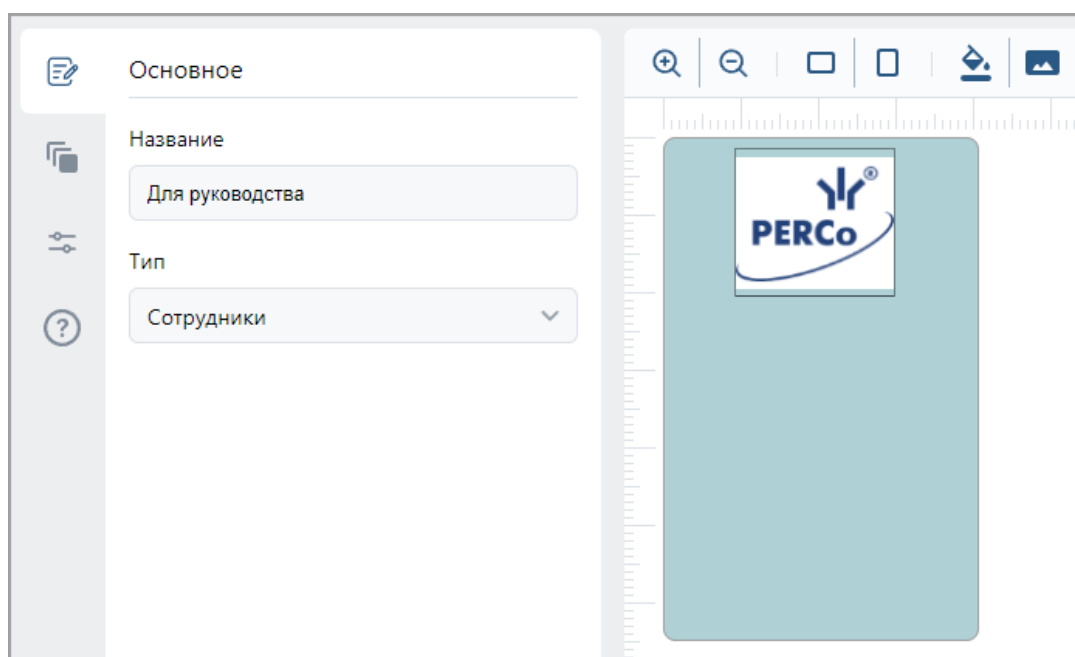 Основное
Название
Для руководства
Тип
Сотрудники
PERCo®